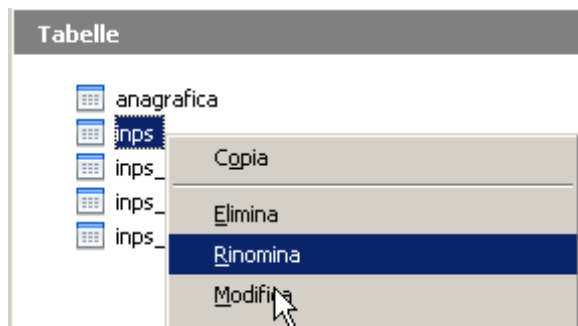 Tabelle
anagrafica
inps
inps_
inps_
inps_
Copia
Elimina
Rinomina
Modifica